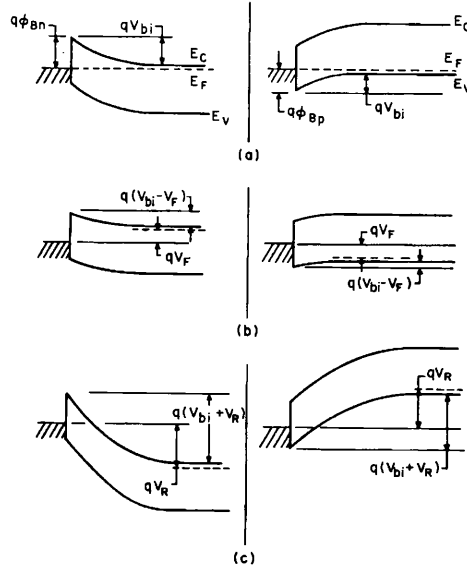 qϕBn
qVbi
EC
EF
EV
qϕBp
qVbi
EC
EF
EV
(a)
q(Vbi−VF)
qVF
qVF
q(Vbi−VF)
(b)
q(Vbi+VR)
qVR
qVR
q(Vbi+VR)
(c)